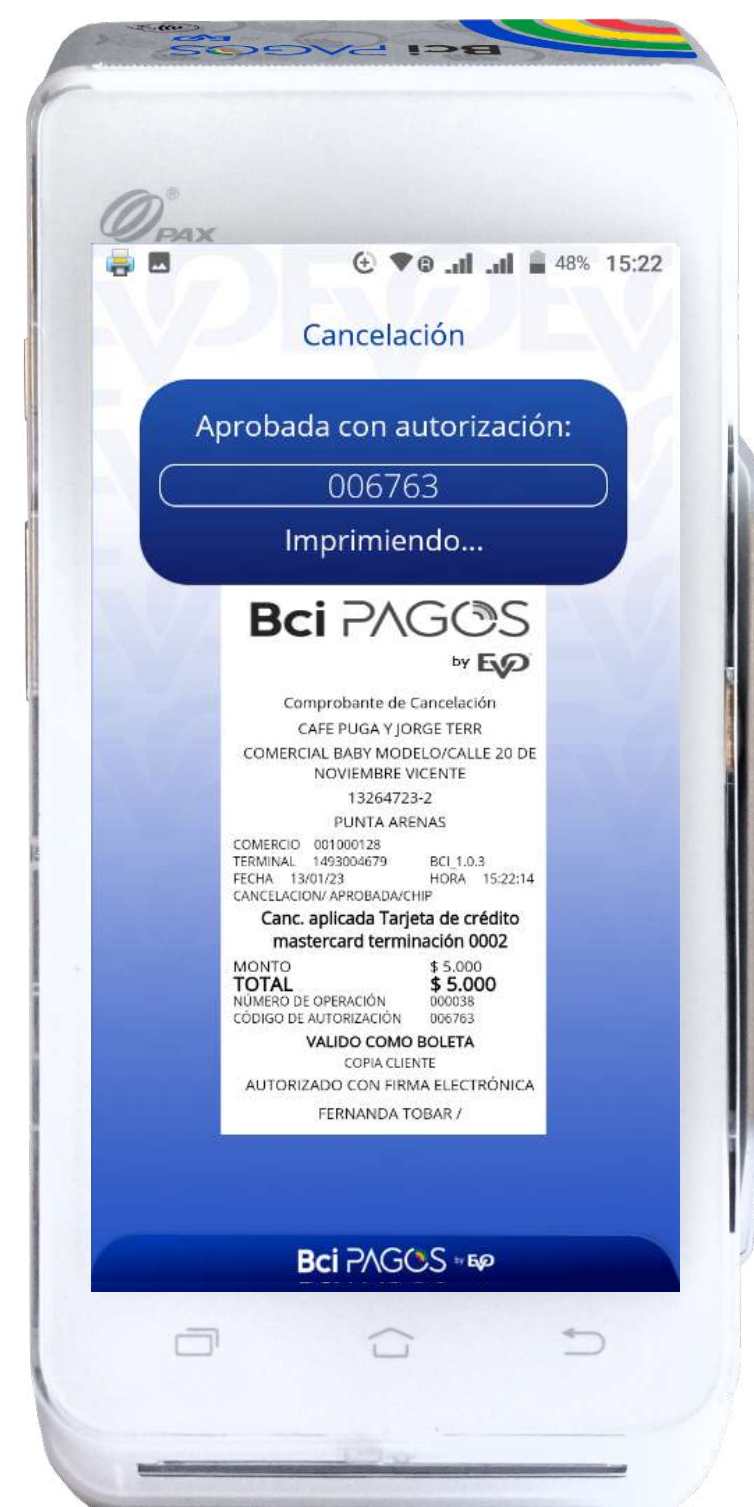 Bci PAGOS
PAX
48% 15:22
Cancelación
Aprobada con autorización:
006763
Imprimiendo...
Bci PAGOS
by EVO
Comprobante de Cancelación
CAFE PUGA Y JORGE TERR
COMERCIAL BABY MODELO/CALLE 20 DE
NOVIEMBRE VICENTE
13264723-2
PUNTA ARENAS
COMERCIO 001000128
TERMINAL 1493004679 BCI_1.0.3
FECHA 13/01/23 HORA 15:22:14
CANCELACION/ APROBADA/CHIP
Canc. aplicada Tarjeta de crédito
mastercard terminación 0002
MONTO $ 5.000
TOTAL $ 5.000
NÚMERO DE OPERACIÓN 000038
CÓDIGO DE AUTORIZACIÓN 006763
VALIDO COMO BOLETA
COPIA CLIENTE
AUTORIZADO CON FIRMA ELECTRÓNICA
FERNANDA TOBAR /
Bci PAGOS by EVO